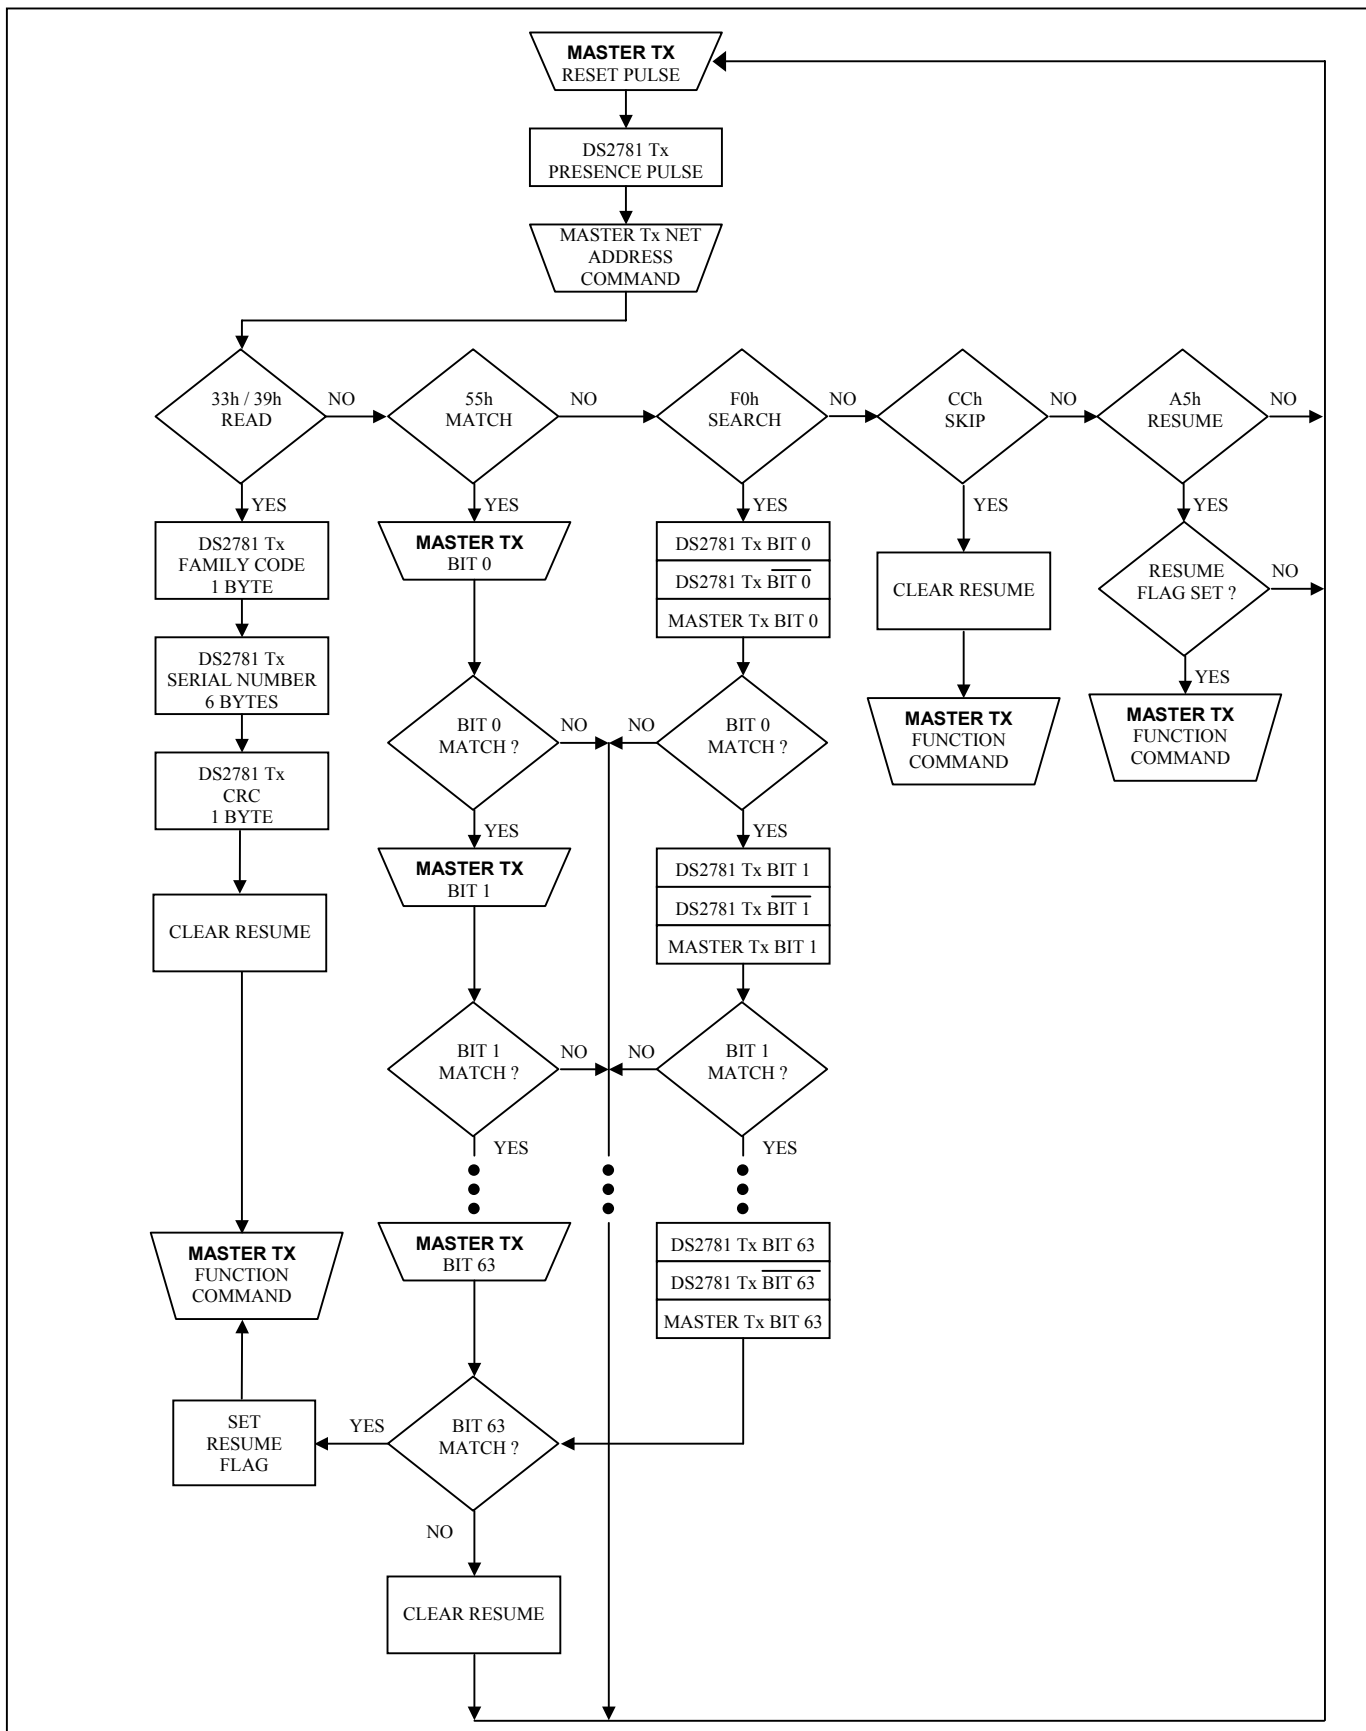 MASTER TX
RESET PULSE
DS2781 Tx
PRESENCE PULSE
MASTER Tx NET
ADDRESS
COMMAND
33h / 39h
READ
NO
55h
MATCH
NO
F0h
SEARCH
NO
CCh
SKIP
NO
A5h
RESUME
NO
YES
YES
YES
YES
YES
DS2781 Tx
FAMILY CODE
1 BYTE
MASTER TX
BIT 0
DS2781 Tx BIT 0
DS2781 Tx BIT 0
MASTER Tx BIT 0
CLEAR RESUME
RESUME
FLAG SET ?
NO
DS2781 Tx
SERIAL NUMBER
6 BYTES
YES
BIT 0
MATCH ?
NO
NO
BIT 0
MATCH ?
MASTER TX
FUNCTION
COMMAND
MASTER TX
FUNCTION
COMMAND
DS2781 Tx
CRC
1 BYTE
YES
YES
MASTER TX
BIT 1
DS2781 Tx BIT 1
DS2781 Tx BIT 1
MASTER Tx BIT 1
CLEAR RESUME
BIT 1
MATCH ?
NO
NO
BIT 1
MATCH ?
YES
YES
MASTER TX
FUNCTION
COMMAND
MASTER TX
BIT 63
DS2781 Tx BIT 63
DS2781 Tx BIT 63
MASTER Tx BIT 63
SET
RESUME
FLAG
YES
BIT 63
MATCH ?
NO
CLEAR RESUME